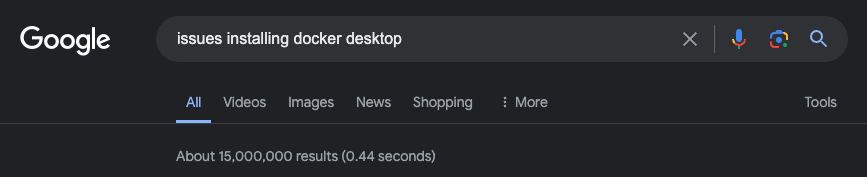 Google issues installing docker desktop
All Videos Images News Shopping More Tools
About 15,000,000 results (0.44 seconds)